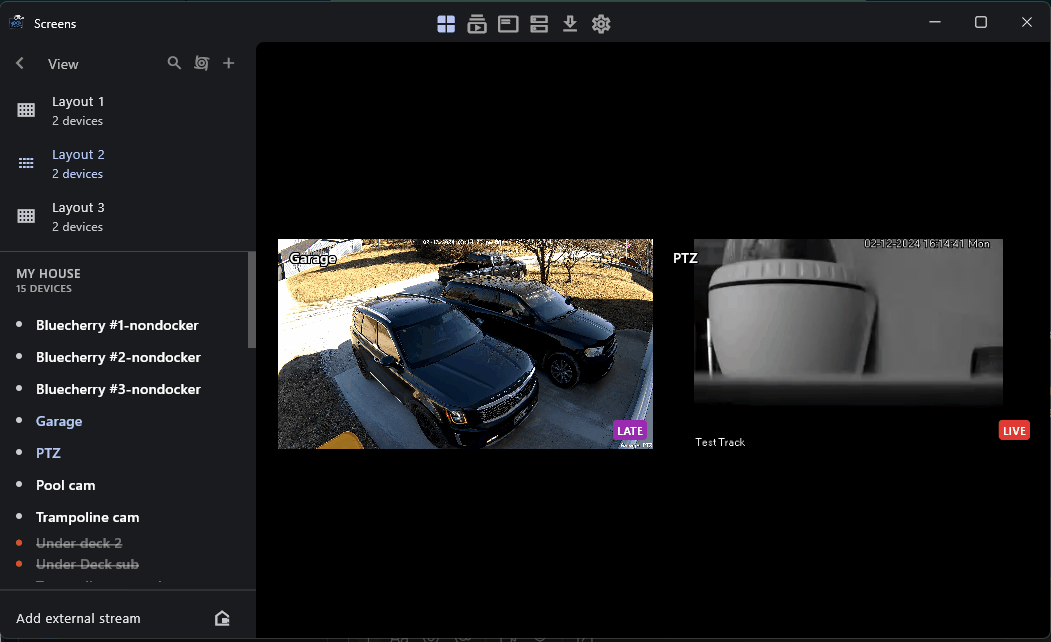 Screens
View
Layout 1
2 devices
Layout 2
2 devices
Layout 3
2 devices
MY HOUSE
15 DEVICES
Bluecherry #1-nondocker
Bluecherry #2-nondocker
Bluecherry #3-nondocker
Garage
PTZ
Pool cam
Trampoline cam
Under deck 2
Under Deck sub
Add external stream
Garage
LATE
PTZ
02-12-2024 16:14:41 Mon
Test Track
LIVE